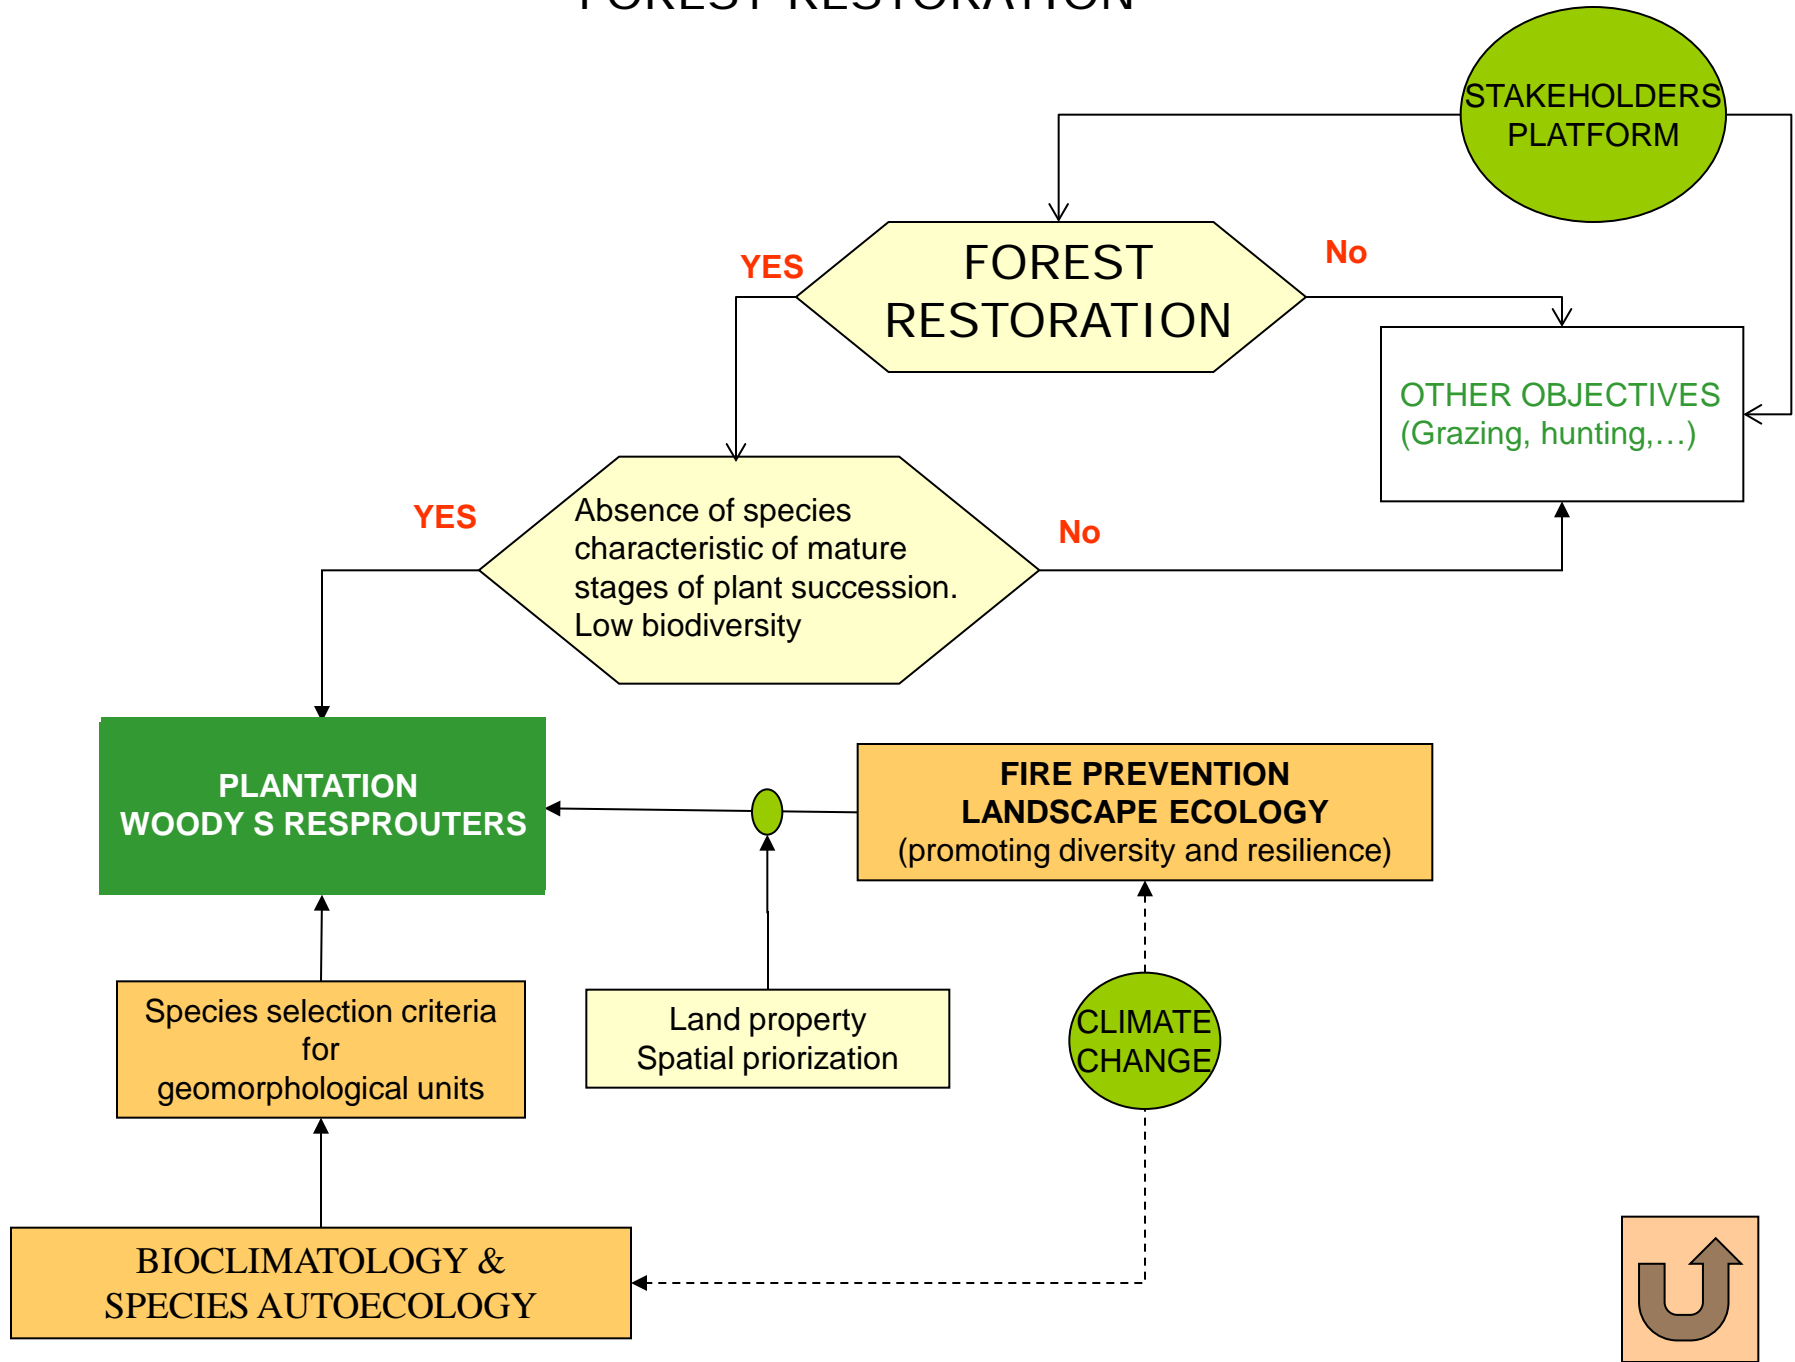 FOREST RESTORATION
STAKEHOLDERS
PLATFORM
FOREST
RESTORATION
YES
No
OTHER OBJECTIVES
(Grazing, hunting,…)
Absence of species
characteristic of mature
stages of plant succession.
Low biodiversity
YES
No
PLANTATION
WOODY S RESPROUTERS
FIRE PREVENTION
LANDSCAPE ECOLOGY
(promoting diversity and resilience)
Species selection criteria
for
geomorphological units
Land property
Spatial priorization
CLIMATE
CHANGE
BIOCLIMATOLOGY &
SPECIES AUTOECOLOGY